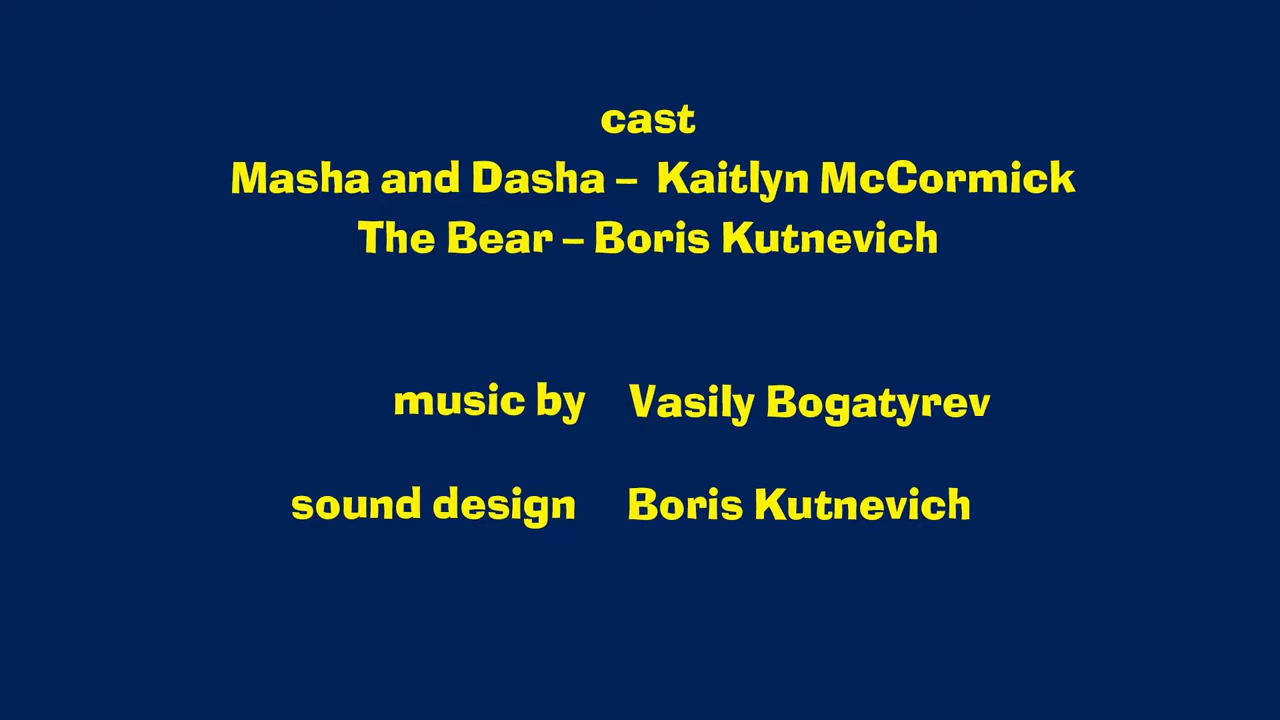 cast
Masha and Dasha – Kaitlyn McCormick
The Bear – Boris Kutnevich
music by Vasily Bogatyrev
sound design Boris Kutnevich